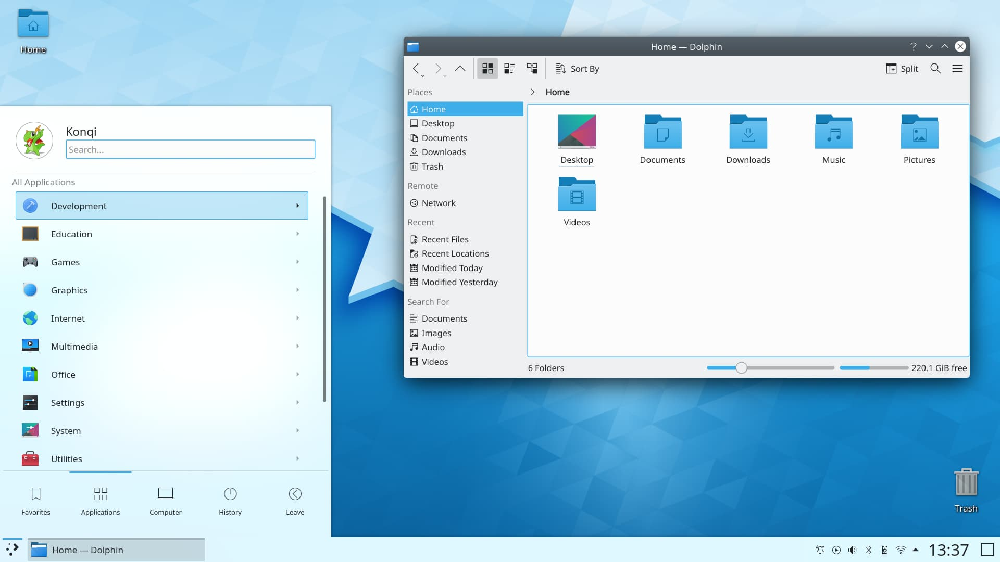 Home
Home — Dolphin
Sort By
Split
Places
Home
Home
Desktop
Documents
Downloads
Trash
Remote
Network
Recent
Recent Files
Recent Locations
Modified Today
Modified Yesterday
Search For
Documents
Images
Audio
Videos
Desktop
Documents
Downloads
Music
Pictures
Videos
6 Folders
220.1 GiB free
Konqi
Search...
All Applications
Development
Education
Games
Graphics
Internet
Multimedia
Office
Settings
System
Utilities
Favorites
Applications
Computer
History
Leave
Trash
Home — Dolphin
13:37